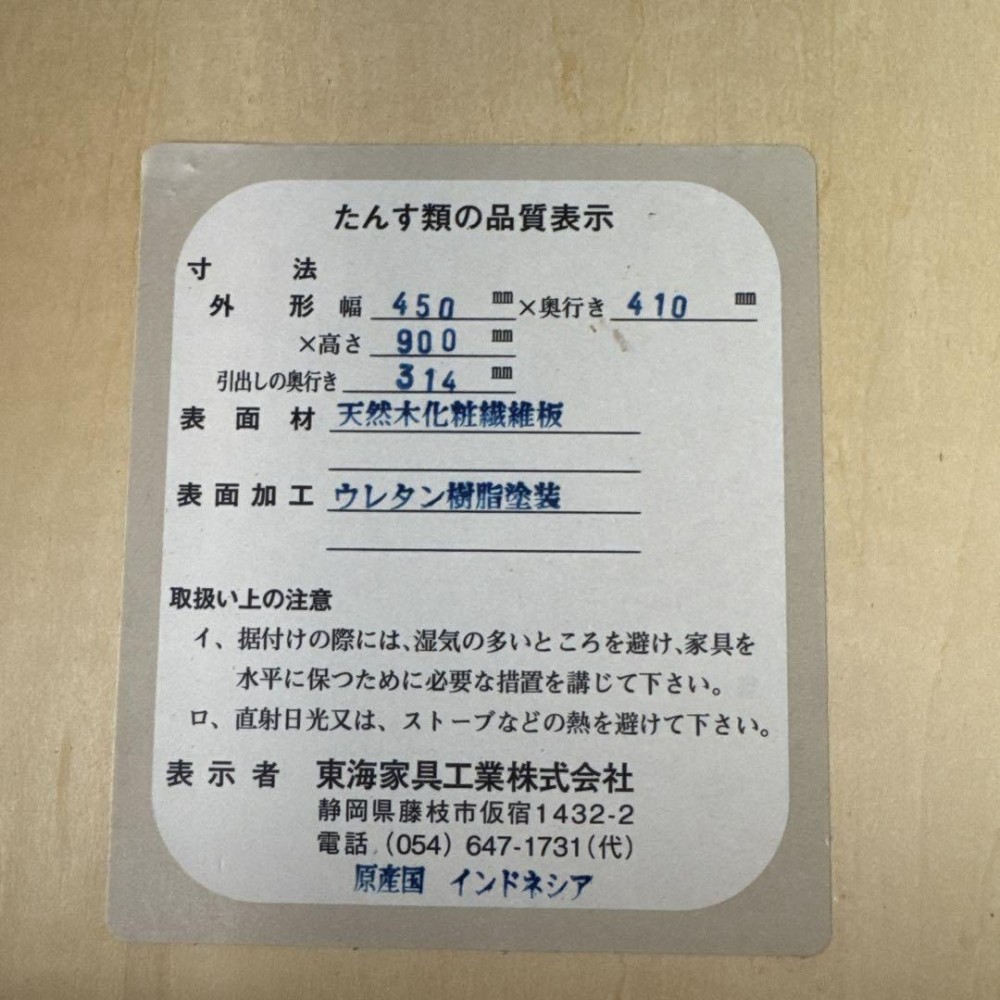 たんす類の品質表示
寸　法
外　形 幅 450 mm ×奥行き 410 mm
×高さ 900 mm
引出しの奥行き 314 mm
表面材 天然木化粧繊維板
表面加工 ウレタン樹脂塗装
取扱い上の注意
イ、据付けの際には、湿気の多いところを避け、家具を
水平に保つために必要な措置を講じて下さい。
ロ、直射日光又は、ストーブなどの熱を避けて下さい。
表示者 東海家具工業株式会社
静岡県藤枝市仮宿1432-2
電話（054）647-1731（代）
原産国　インドネシア